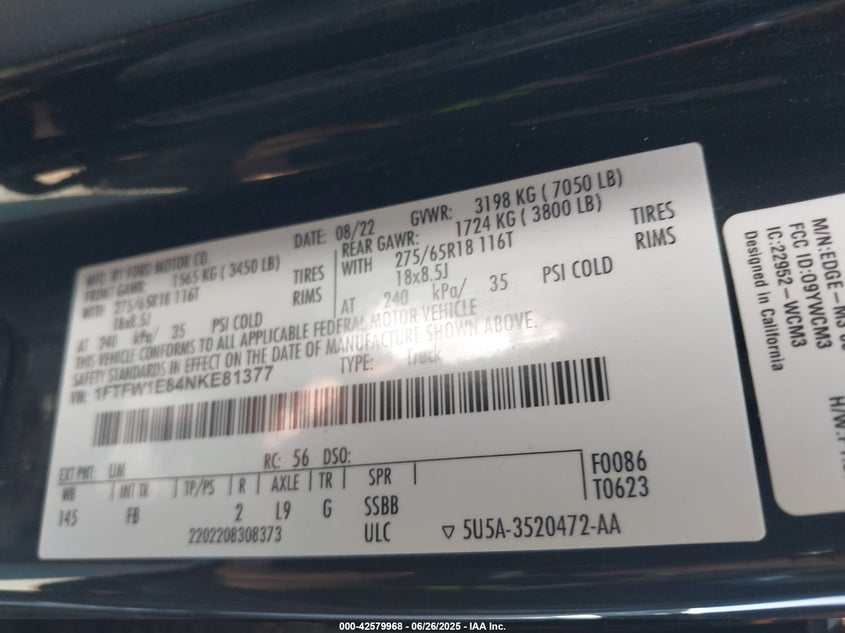 MFD. BY FORD MOTOR CO.
DATE: 08/22 GVWR: 3198 KG ( 7050 LB)
FRONT GAWR: 1565 KG ( 3450 LB)
REAR GAWR: 1724 KG ( 3800 LB)
WITH 275/65R18 116T TIRES
WITH 275/65R18 116T TIRES
18x8.5J RIMS
18x8.5J RIMS
AT 240 kPa/ 35 PSI COLD
AT 240 kPa/ 35 PSI COLD
THIS VEHICLE CONFORMS TO ALL APPLICABLE FEDERAL MOTOR VEHICLE
SAFETY STANDARDS IN EFFECT ON THE DATE OF MANUFACTURE SHOWN ABOVE.
VIN: 1FTFW1E84NKE81377 TYPE: Truck
EXT PNT: UM RC: 56 DSO:
WB INT TR TP/PS R AXLE TR SPR
145 FB 2 L9 G SSBB
2202208308373 ULC
F0086
T0623
▽ 5U5A-3520472-AA
M/N:EDGE-M3
FCC ID:O9YWCM3
IC:22952-WCM3
Designed in California
000-42579968 | 06/26/2025 - IAA Inc.